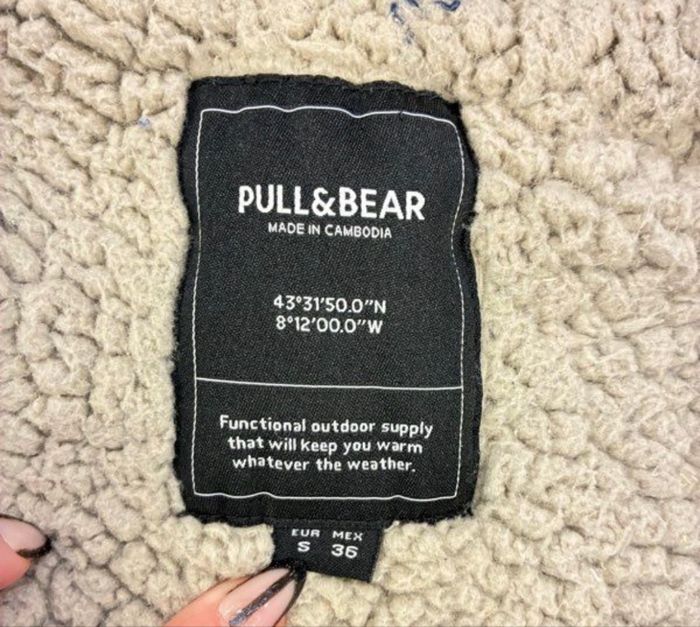 PULL&BEAR
MADE IN CAMBODIA
43°31'50.0"N
8°12'00.0"W
Functional outdoor supply
that will keep you warm
whatever the weather.
EUR MEX
S 36